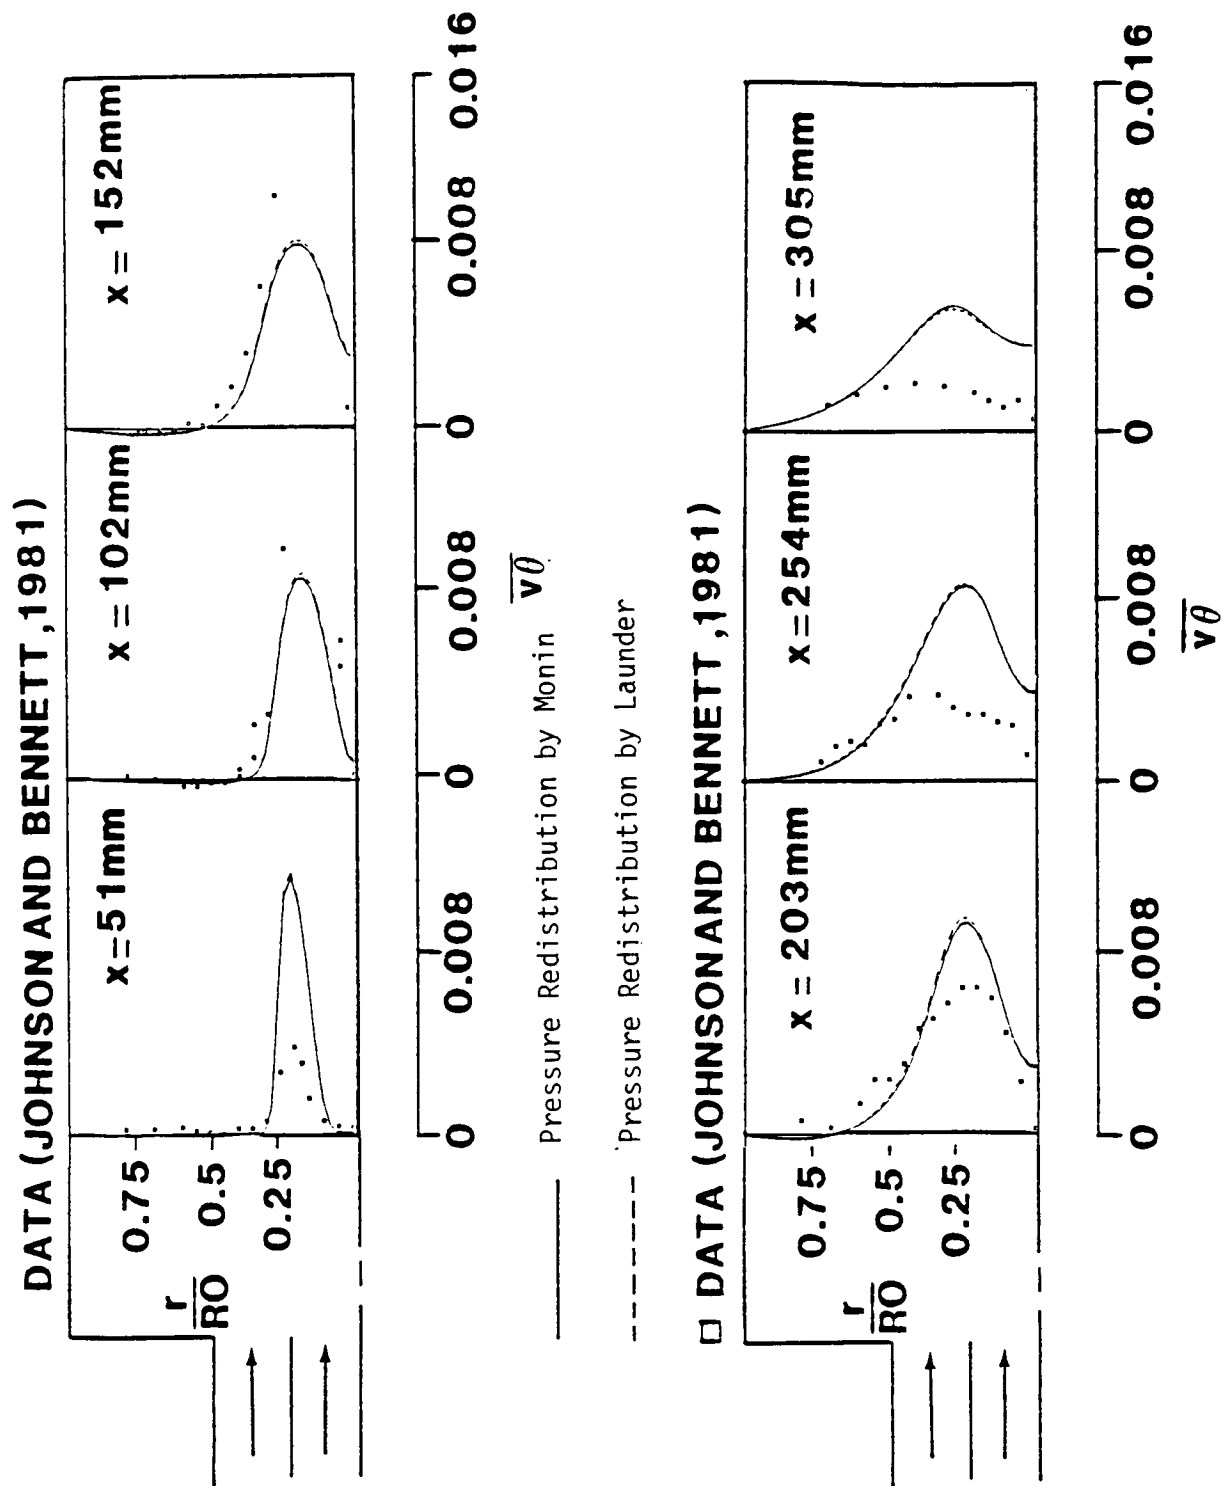 DATA (JOHNSON AND BENNETT, 1981)
x=51mm
x=102mm
x=152mm
r
RO
0.75
0.5
0.25
0
0.008
0
0.008
0
0.008
0.016
vθ
Pressure Redistribution by Monin
Pressure Redistribution by Launder
□ DATA (JOHNSON AND BENNETT, 1981)
x=203mm
x=254mm
x=305mm
r
RO
0.75
0.5
0.25
0
0.008
0
0.008
0
0.008
0.016
vθ